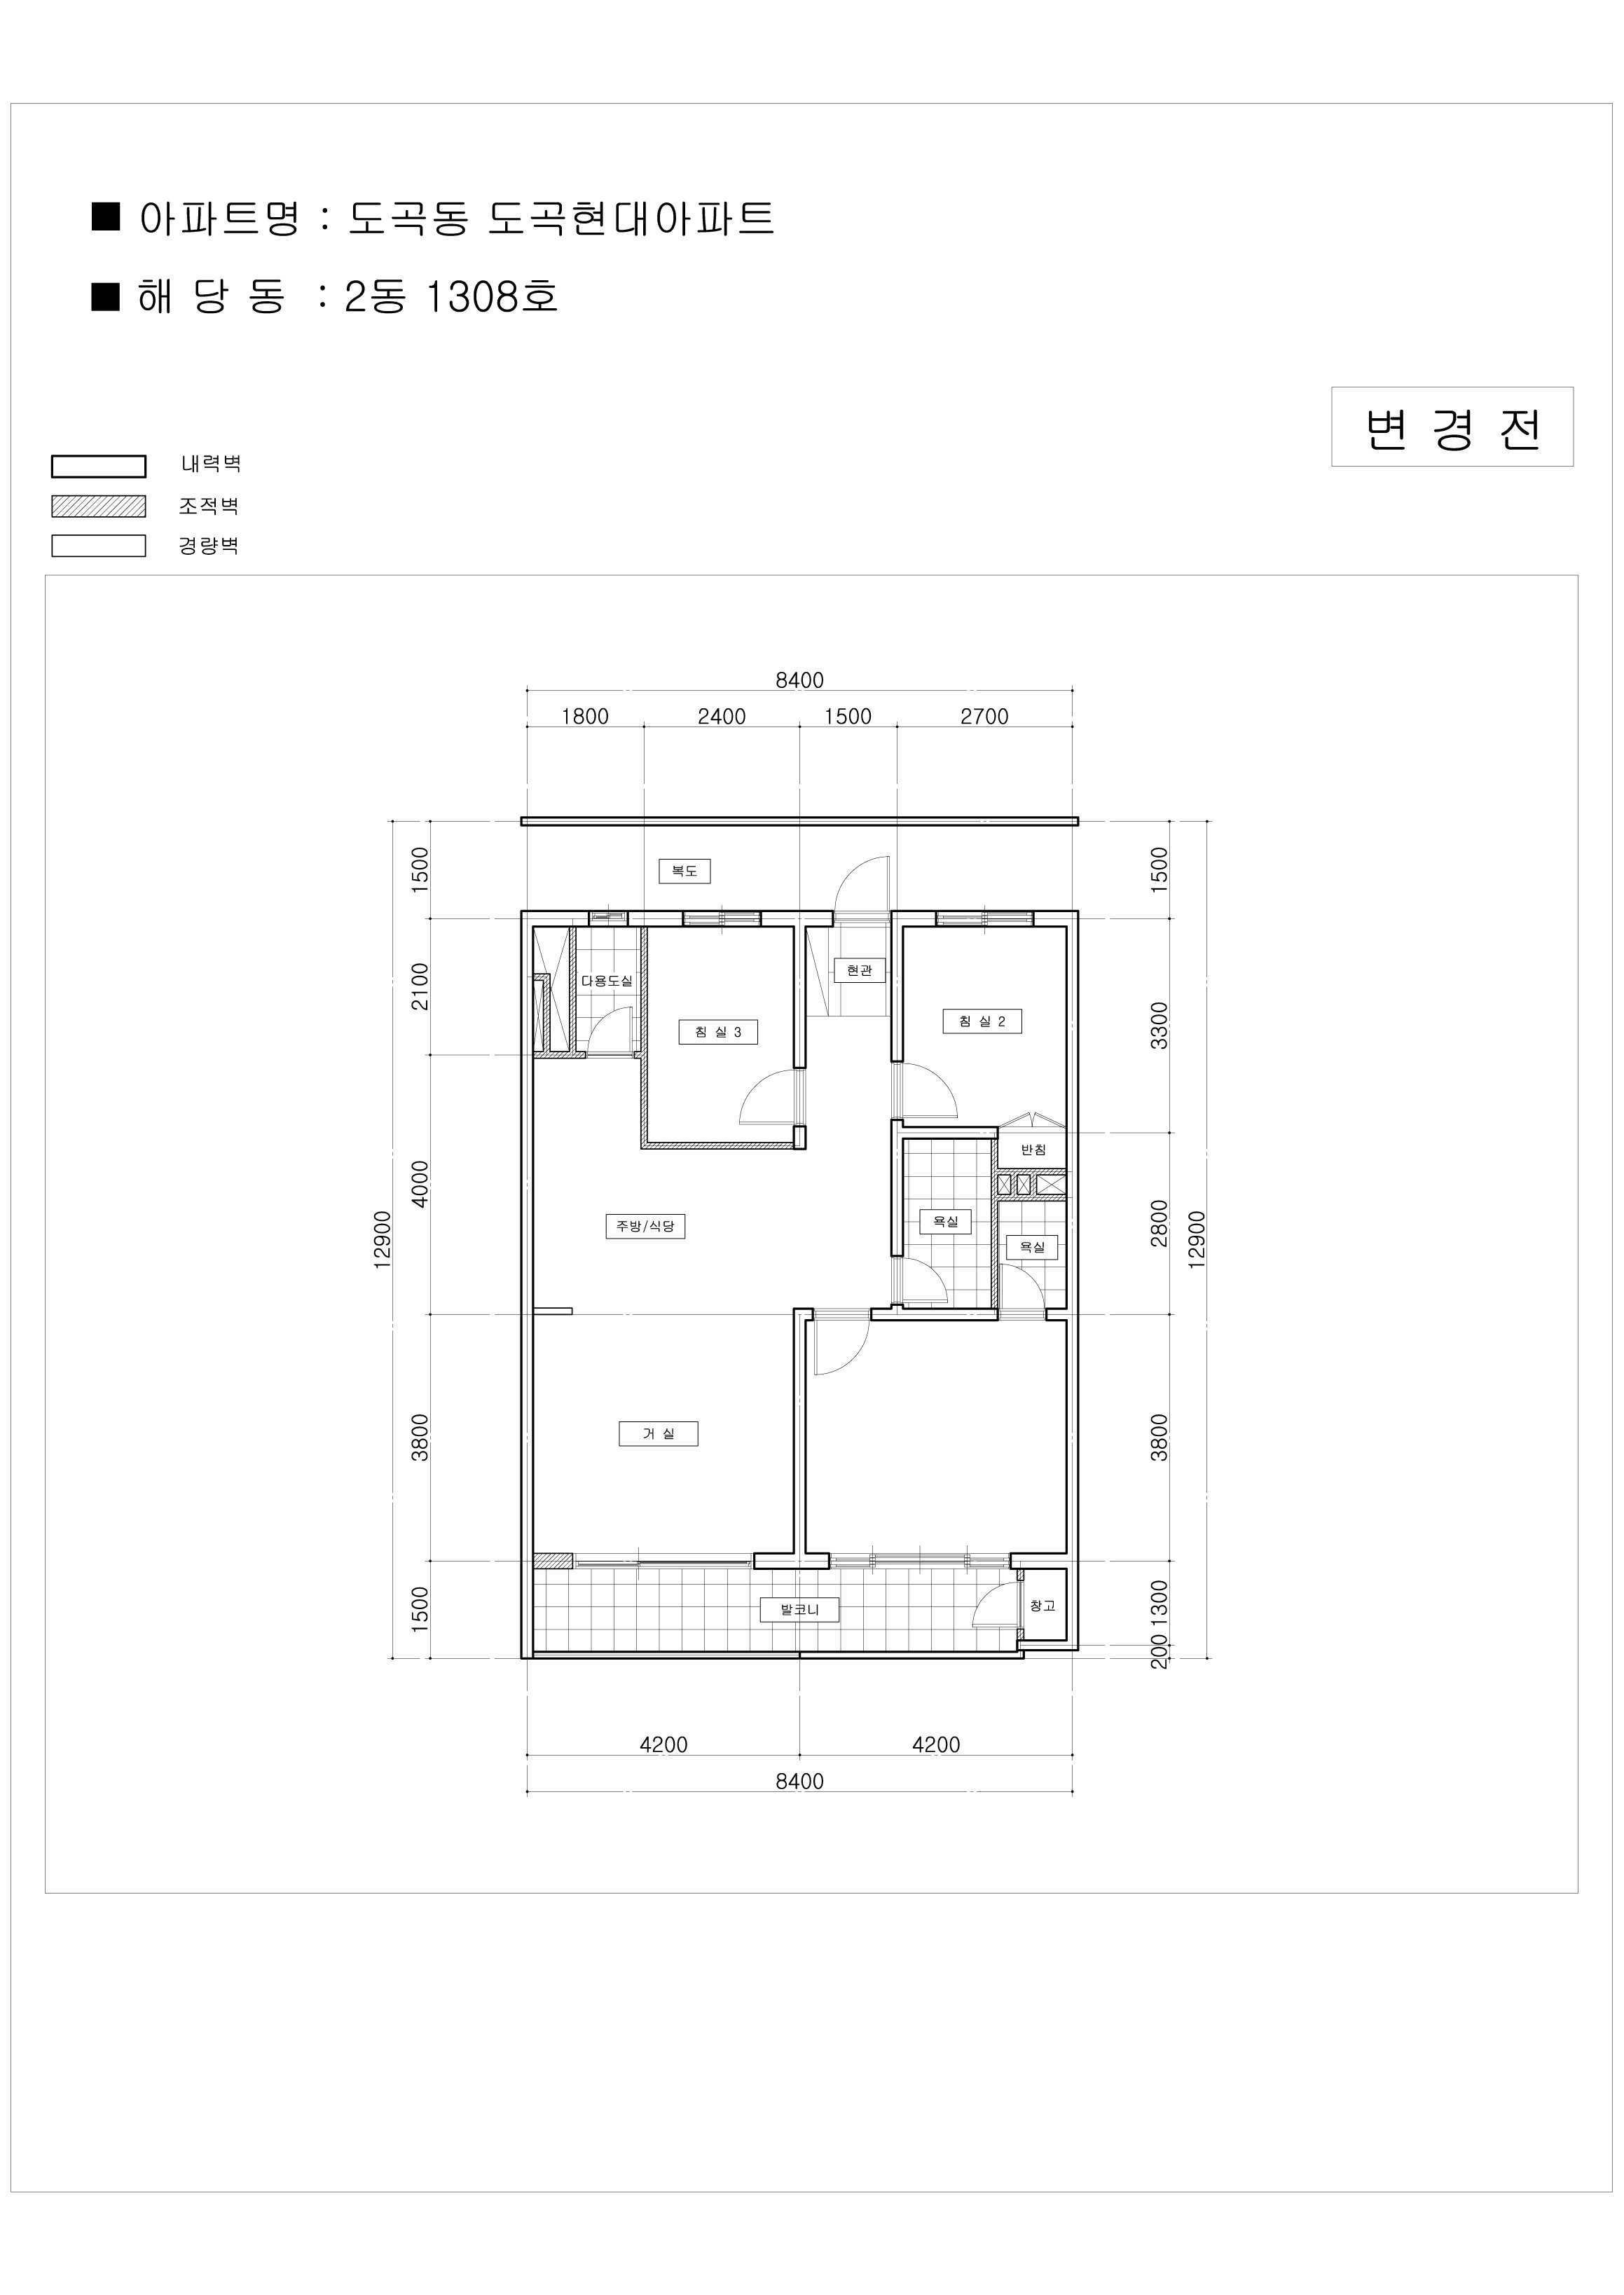 ■ 아파트명 : 도곡동 도곡현대아파트
■ 해 당 동 : 2동 1308호
변 경 전
내력벽
조적벽
경량벽
8400
1800 2400 1500 2700
1500 복도 1500
현관
2100 다용도실
침 실 3 침 실 2 3300
반침
4000
12900 주방/식당 욕실 2800 12900
욕실
3800 거 실 3800
1500 발코니 창고 1300
200
4200 4200
8400